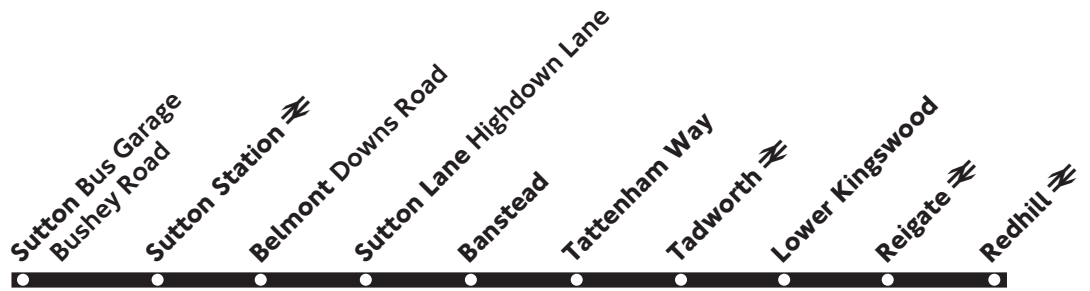 Sutton Bus Garage
Bushey Road
Sutton Station
Belmont Downs Road
Sutton Lane Highdown Lane
Banstead
Tattenham Way
Tadworth
Lower Kingswood
Reigate
Redhill